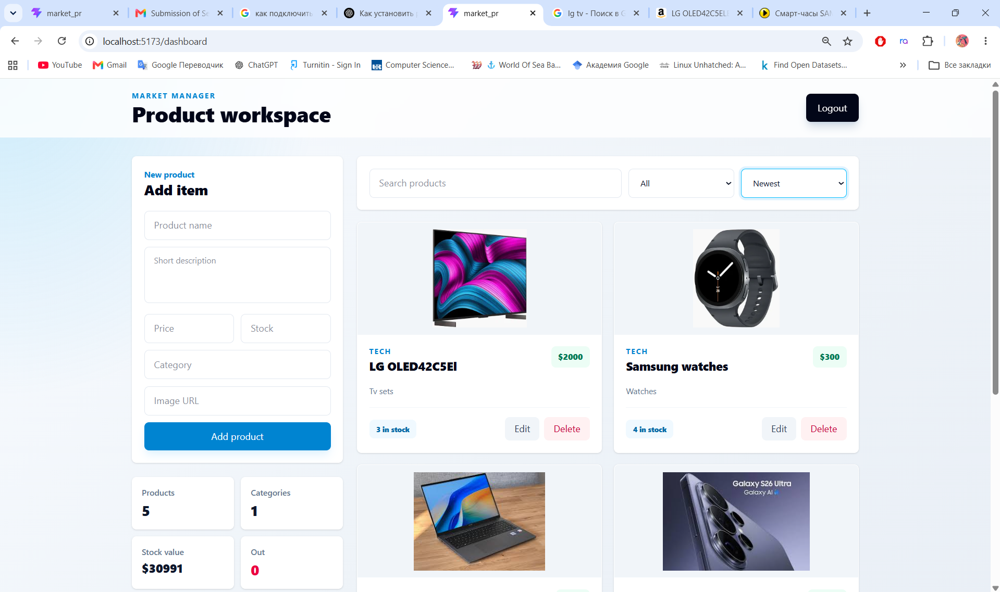 market_pr
Submission of Se
как подключить
Как установить
market_pr
lg tv - Поиск в G
LG OLED42C5ELE
Смарт-часы SAM
localhost:5173/dashboard
YouTube
Gmail
Google Переводчик
ChatGPT
Turnitin - Sign In
Computer Science...
World Of Sea Ba...
Академия Google
Linux Unhatched: A...
Find Open Datasets...
Все закладки
MARKET MANAGER
Product workspace
Logout
New product
Add item
Product name
Short description
Price
Stock
Category
Image URL
Add product
Products
5
Categories
1
Stock value
$30991
Out
0
Search products
All
Newest
TECH
LG OLED42C5El
$2000
Tv sets
3 in stock
Edit
Delete
TECH
Samsung watches
$300
Watches
4 in stock
Edit
Delete
Galaxy S26 Ultra
Galaxy AI